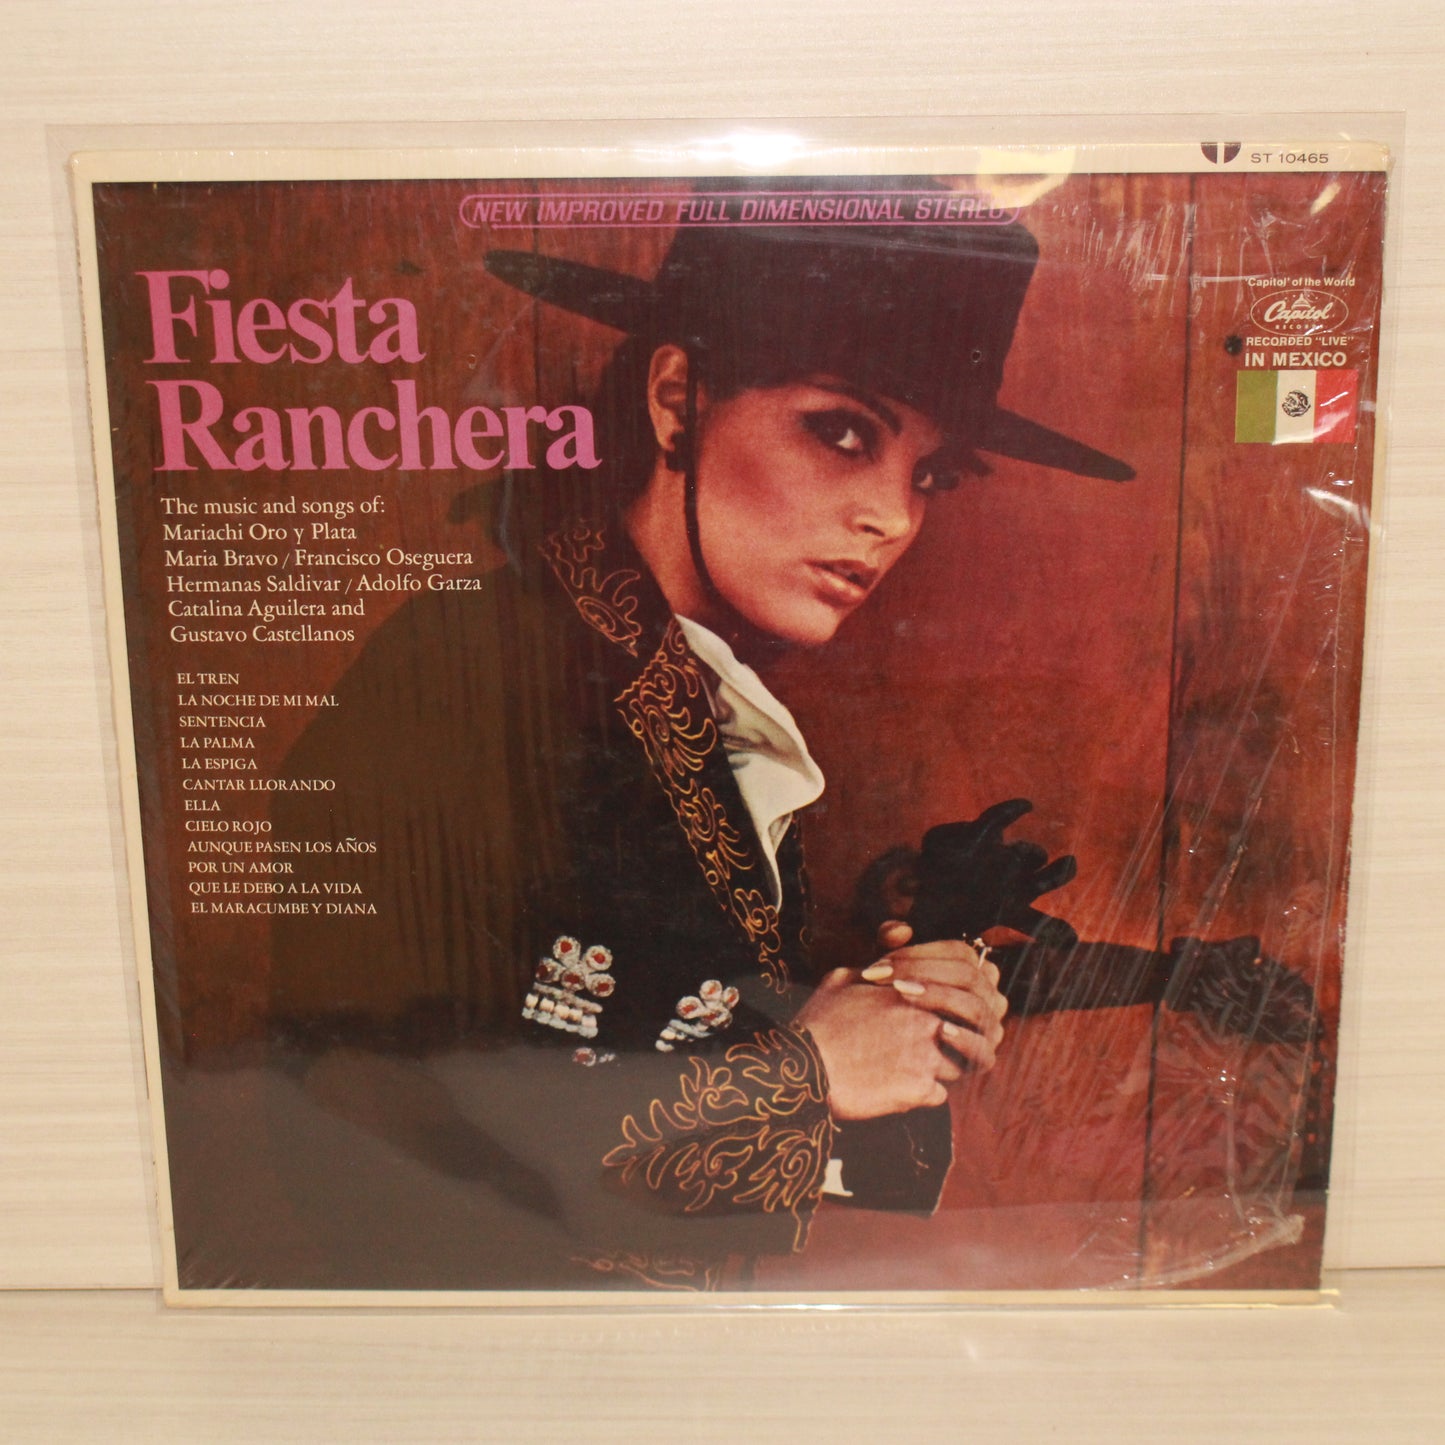 ST 10465
NEW IMPROVED FULL DIMENSIONAL STEREO
Fiesta
Ranchera
The music and songs of:
Mariachi Oro y Plata
Maria Bravo / Francisco Oseguera
Hermanas Saldivar / Adolfo Garza
Catalina Aguilera and
Gustavo Castellanos
EL TREN
LA NOCHE DE MI MAL
SENTENCIA
LA PALMA
LA ESPIGA
CANTAR LLORANDO
ELLA
CIELO ROJO
AUNQUE PASEN LOS AÑOS
POR UN AMOR
QUE LE DEBO A LA VIDA
EL MARACUMBE Y DIANA
'Capitol' of the World
Capitol
RECORDS
RECORDED "LIVE"
IN MEXICO